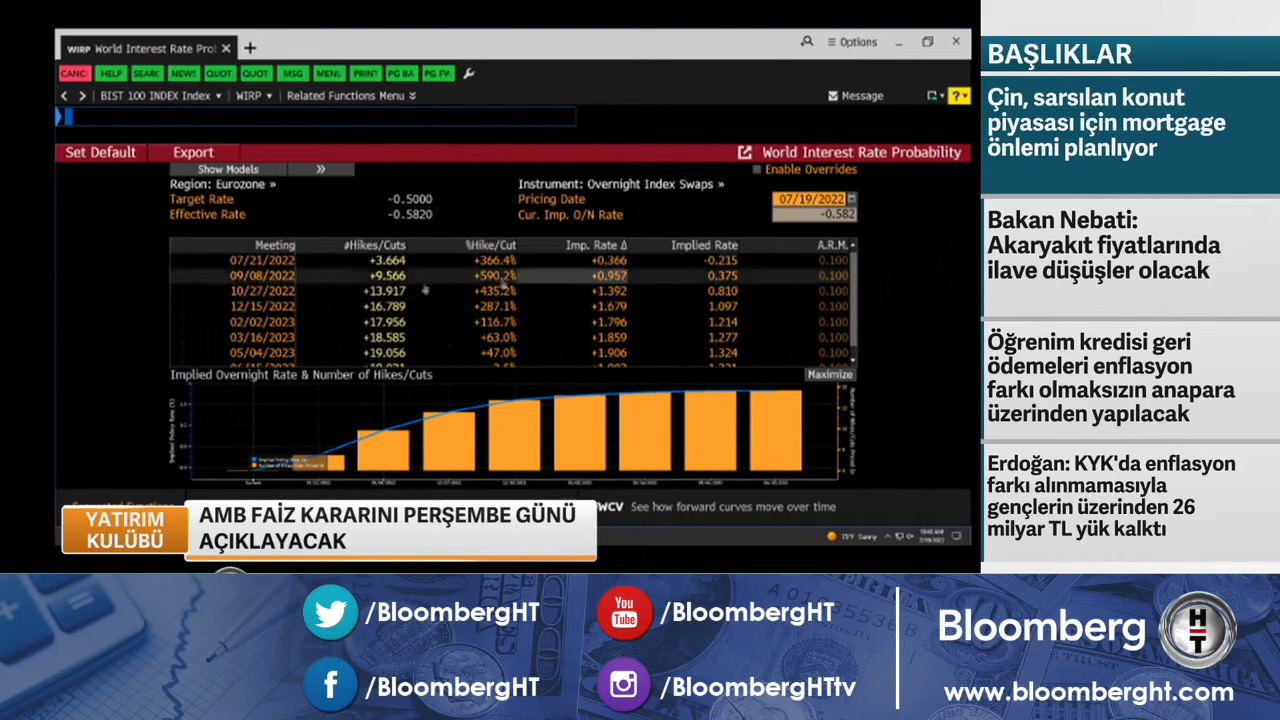 WIRP World Interest Rate Prol
Options
CANC HELP SEARC NEWS QUOT QUOT MSG MENU PRINT PG BA PG FW
BIST 100 INDEX Index WIRP Related Functions Menu
Message
?
Set Default Export World Interest Rate Probability
Show Models »
Enable Overrides
Region: Eurozone » Instrument: Overnight Index Swaps »
Target Rate -0.5000 Pricing Date 07/19/2022
Effective Rate -0.5820 Cur. Imp. O/N Rate -0.582
Meeting #Hikes/Cuts %Hike/Cut Imp. Rate Δ Implied Rate A.R.M.
07/21/2022 +3.664 +366.4% +0.366 -0.215 0.100
09/08/2022 +9.566 +590.2% +0.957 0.375 0.100
10/27/2022 +13.917 +435.2% +1.392 0.810 0.100
12/15/2022 +16.789 +287.1% +1.679 1.097 0.100
02/02/2023 +17.956 +116.7% +1.796 1.214 0.100
03/16/2023 +18.585 +63.0% +1.859 1.277 0.100
05/04/2023 +19.056 +47.0% +1.906 1.324 0.100
Implied Overnight Rate & Number of Hikes/Cuts
Maximize
WCV See how forward curves move over time
YATIRIM
KULÜBÜ
AMB FAİZ KARARINI PERŞEMBE GÜNÜ
AÇIKLAYACAK
BAŞLIKLAR
Çin, sarsılan konut
piyasası için mortgage
önlemi planlıyor
Bakan Nebati:
Akaryakıt fiyatlarında
ilave düşüşler olacak
Öğrenim kredisi geri
ödemeleri enflasyon
farkı olmaksızın anapara
üzerinden yapılacak
Erdoğan: KYK'da enflasyon
farkı alınmamasıyla
gençlerin üzerinden 26
milyar TL yük kalktı
/BloombergHT
You
Tube
/BloombergHT
f /BloombergHT
/BloombergHTtv
Bloomberg HT
www.bloomberght.com